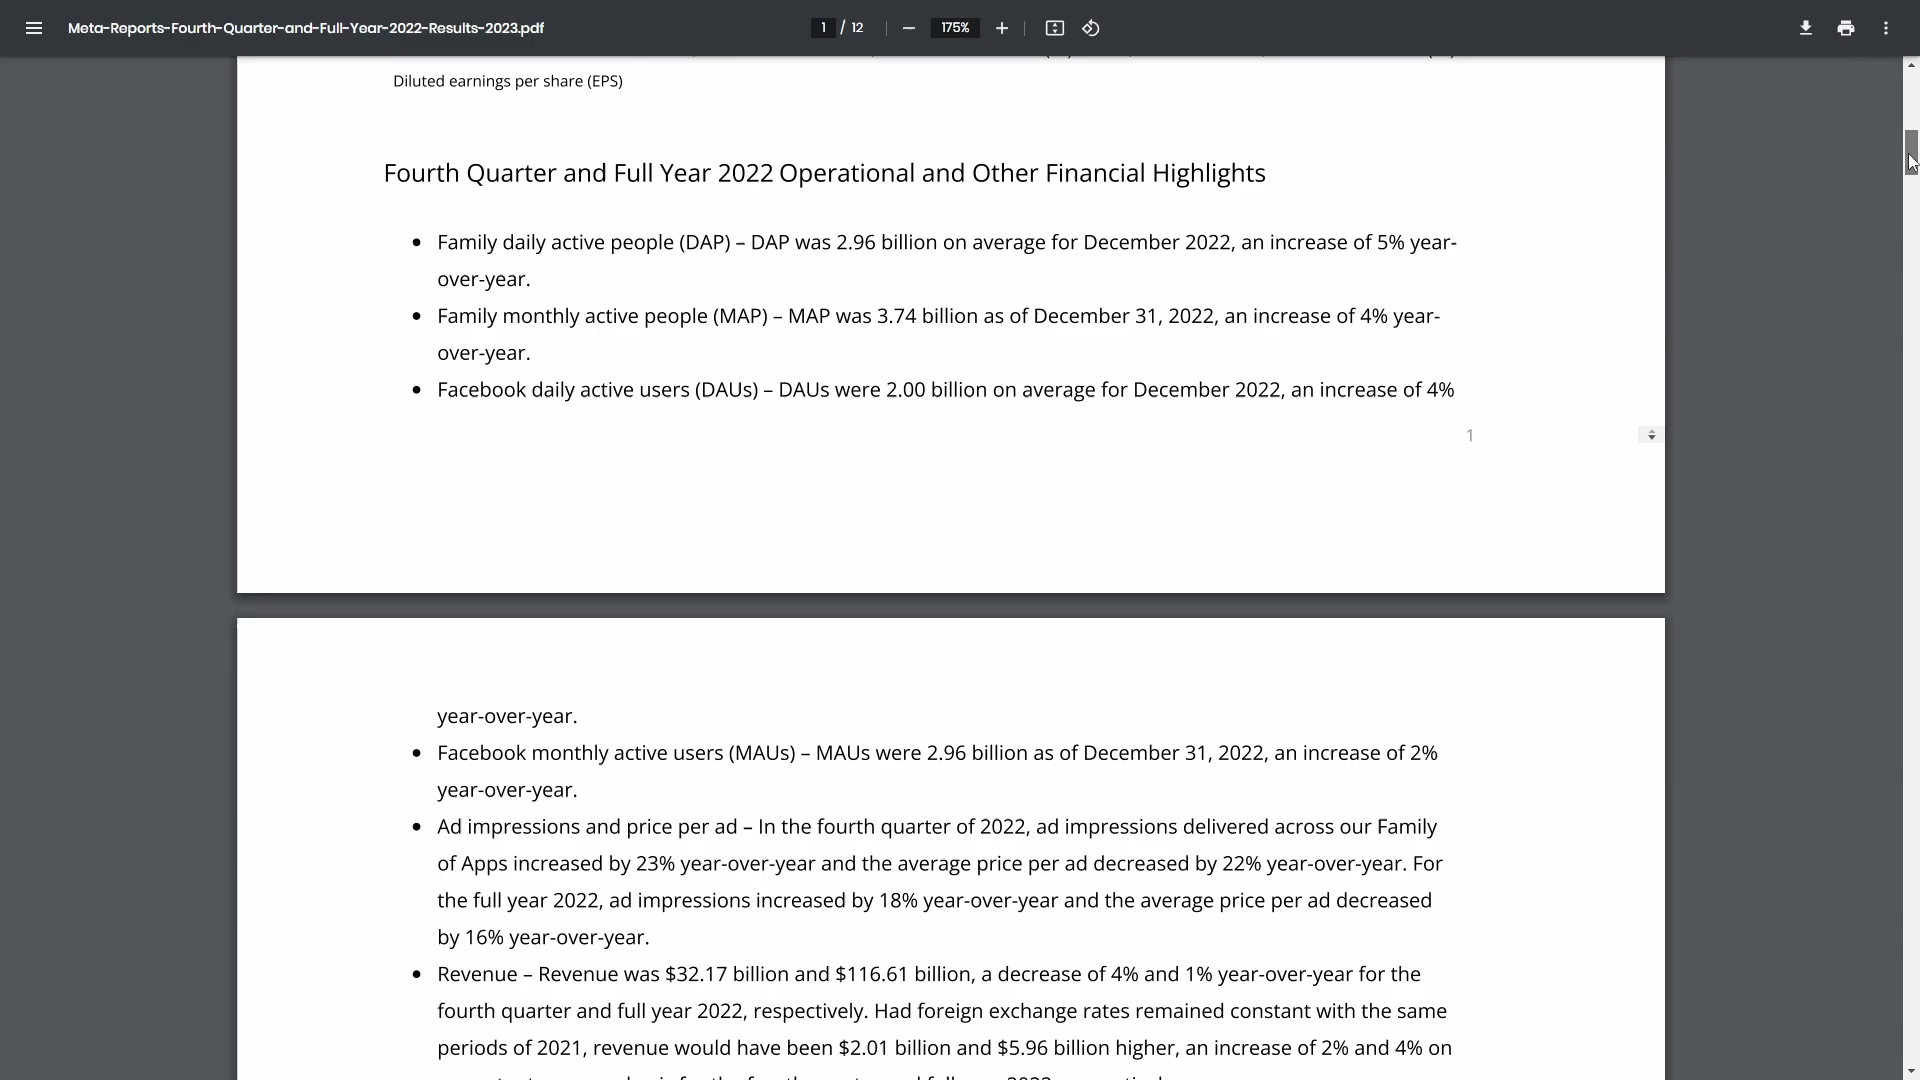 Meta-Reports-Fourth-Quarter-and-Full-Year-2022-Results-2023.pdf
1 / 12
175%
Diluted earnings per share (EPS)
Fourth Quarter and Full Year 2022 Operational and Other Financial Highlights
• Family daily active people (DAP) – DAP was 2.96 billion on average for December 2022, an increase of 5% year-
over-year.
• Family monthly active people (MAP) – MAP was 3.74 billion as of December 31, 2022, an increase of 4% year-
over-year.
• Facebook daily active users (DAUs) – DAUs were 2.00 billion on average for December 2022, an increase of 4%
1
year-over-year.
• Facebook monthly active users (MAUs) – MAUs were 2.96 billion as of December 31, 2022, an increase of 2%
year-over-year.
• Ad impressions and price per ad – In the fourth quarter of 2022, ad impressions delivered across our Family
of Apps increased by 23% year-over-year and the average price per ad decreased by 22% year-over-year. For
the full year 2022, ad impressions increased by 18% year-over-year and the average price per ad decreased
by 16% year-over-year.
• Revenue – Revenue was $32.17 billion and $116.61 billion, a decrease of 4% and 1% year-over-year for the
fourth quarter and full year 2022, respectively. Had foreign exchange rates remained constant with the same
periods of 2021, revenue would have been $2.01 billion and $5.96 billion higher, an increase of 2% and 4% on